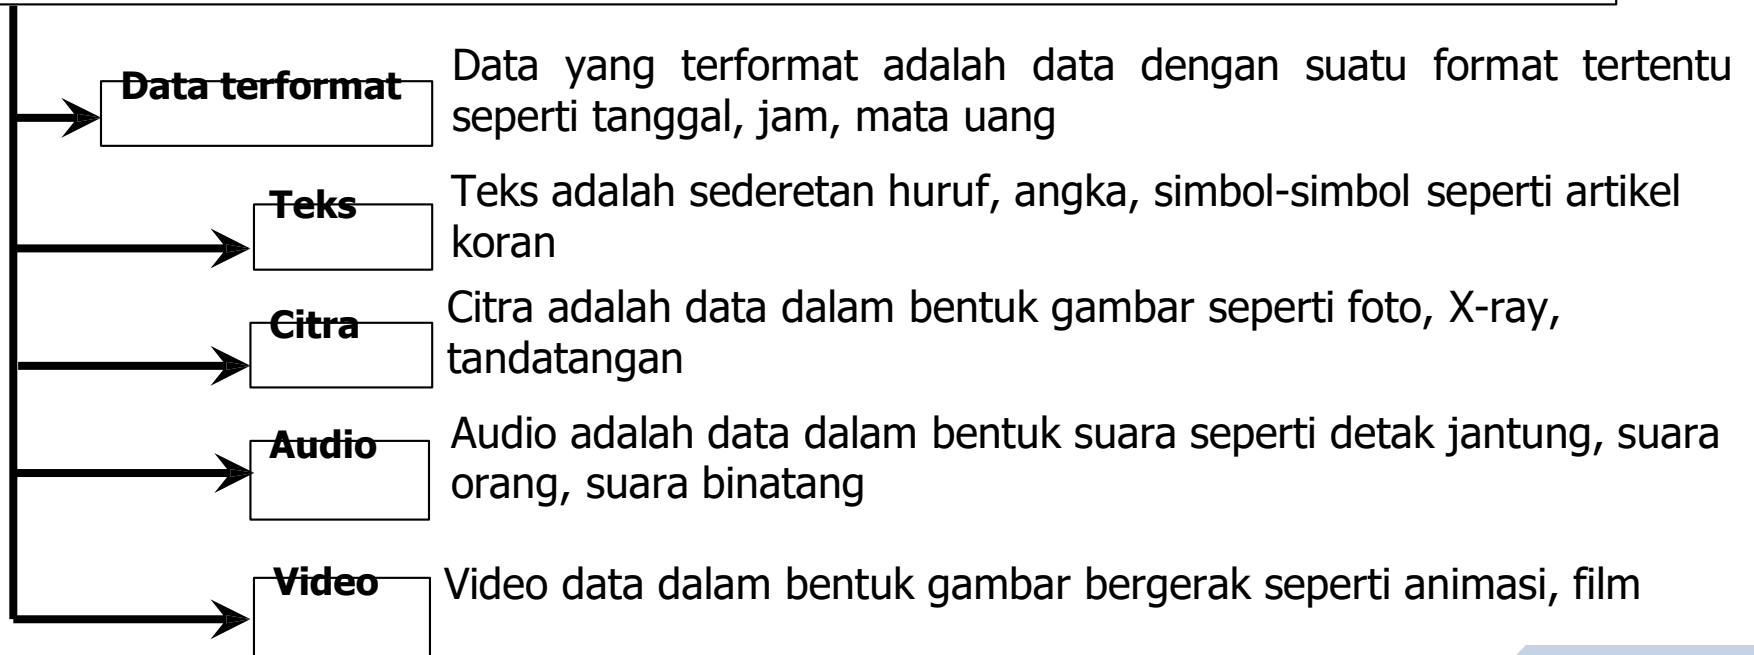 Data terformat
Data yang terformat adalah data dengan suatu format tertentu
seperti tanggal, jam, mata uang
Teks
Teks adalah sederetan huruf, angka, simbol-simbol seperti artikel
koran
Citra
Citra adalah data dalam bentuk gambar seperti foto, X-ray,
tandatangan
Audio
Audio adalah data dalam bentuk suara seperti detak jantung, suara
orang, suara binatang
Video
Video data dalam bentuk gambar bergerak seperti animasi, film